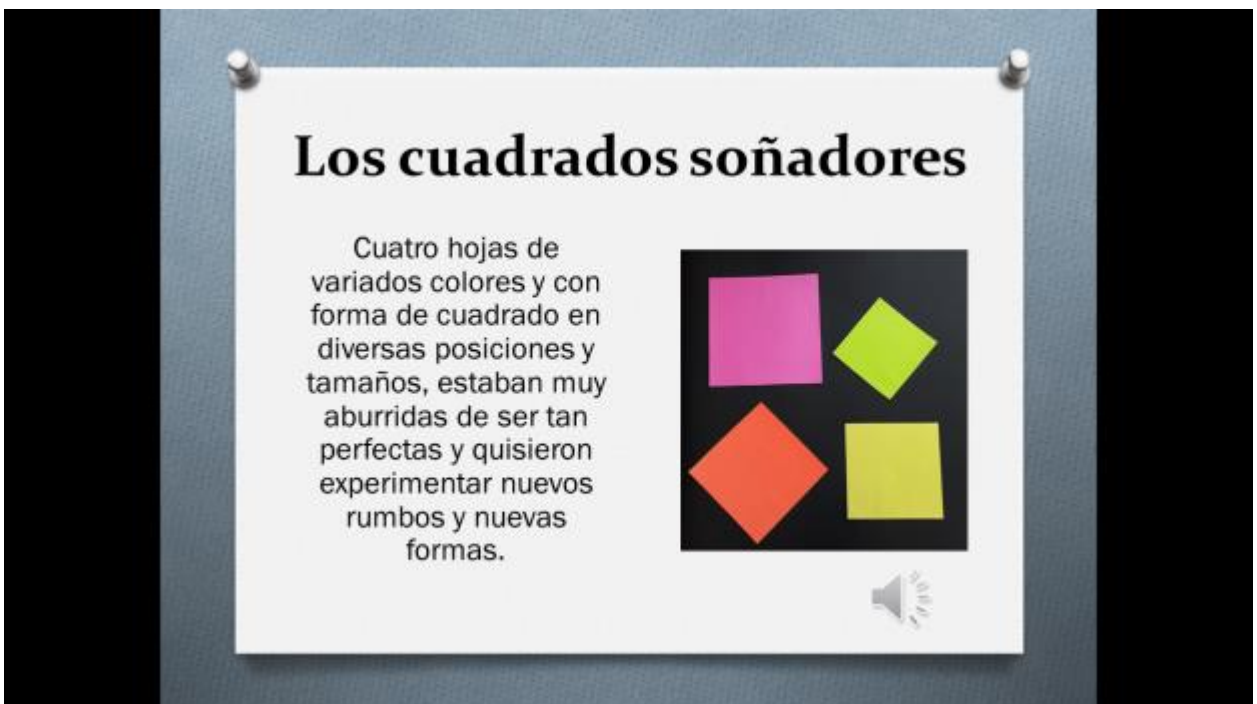 Los cuadrados soñadores
Cuatro hojas de
variados colores y con
forma de cuadrado en
diversas posiciones y
tamaños, estaban muy
aburridas de ser tan
perfectas y quisieron
experimentar nuevos
rumbos y nuevas
formas.